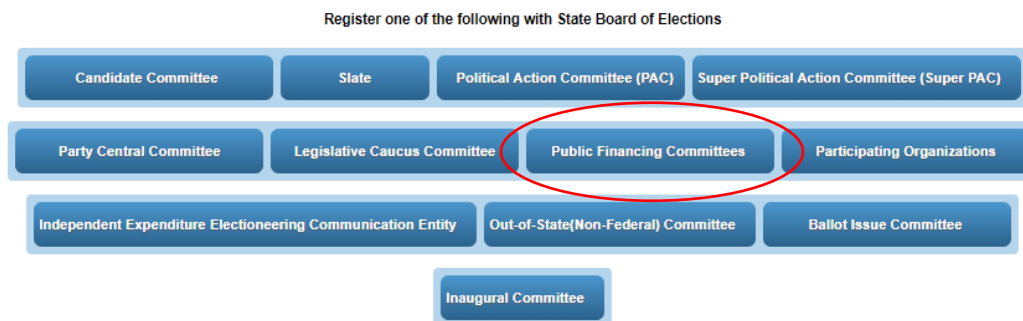 Register one of the following with State Board of Elections
Candidate Committee Slate Political Action Committee (PAC) Super Political Action Committee (Super PAC)
Party Central Committee Legislative Caucus Committee Public Financing Committees Participating Organizations
Independent Expenditure Electioneering Communication Entity Out-of-State(Non-Federal) Committee Ballot Issue Committee
Inaugural Committee